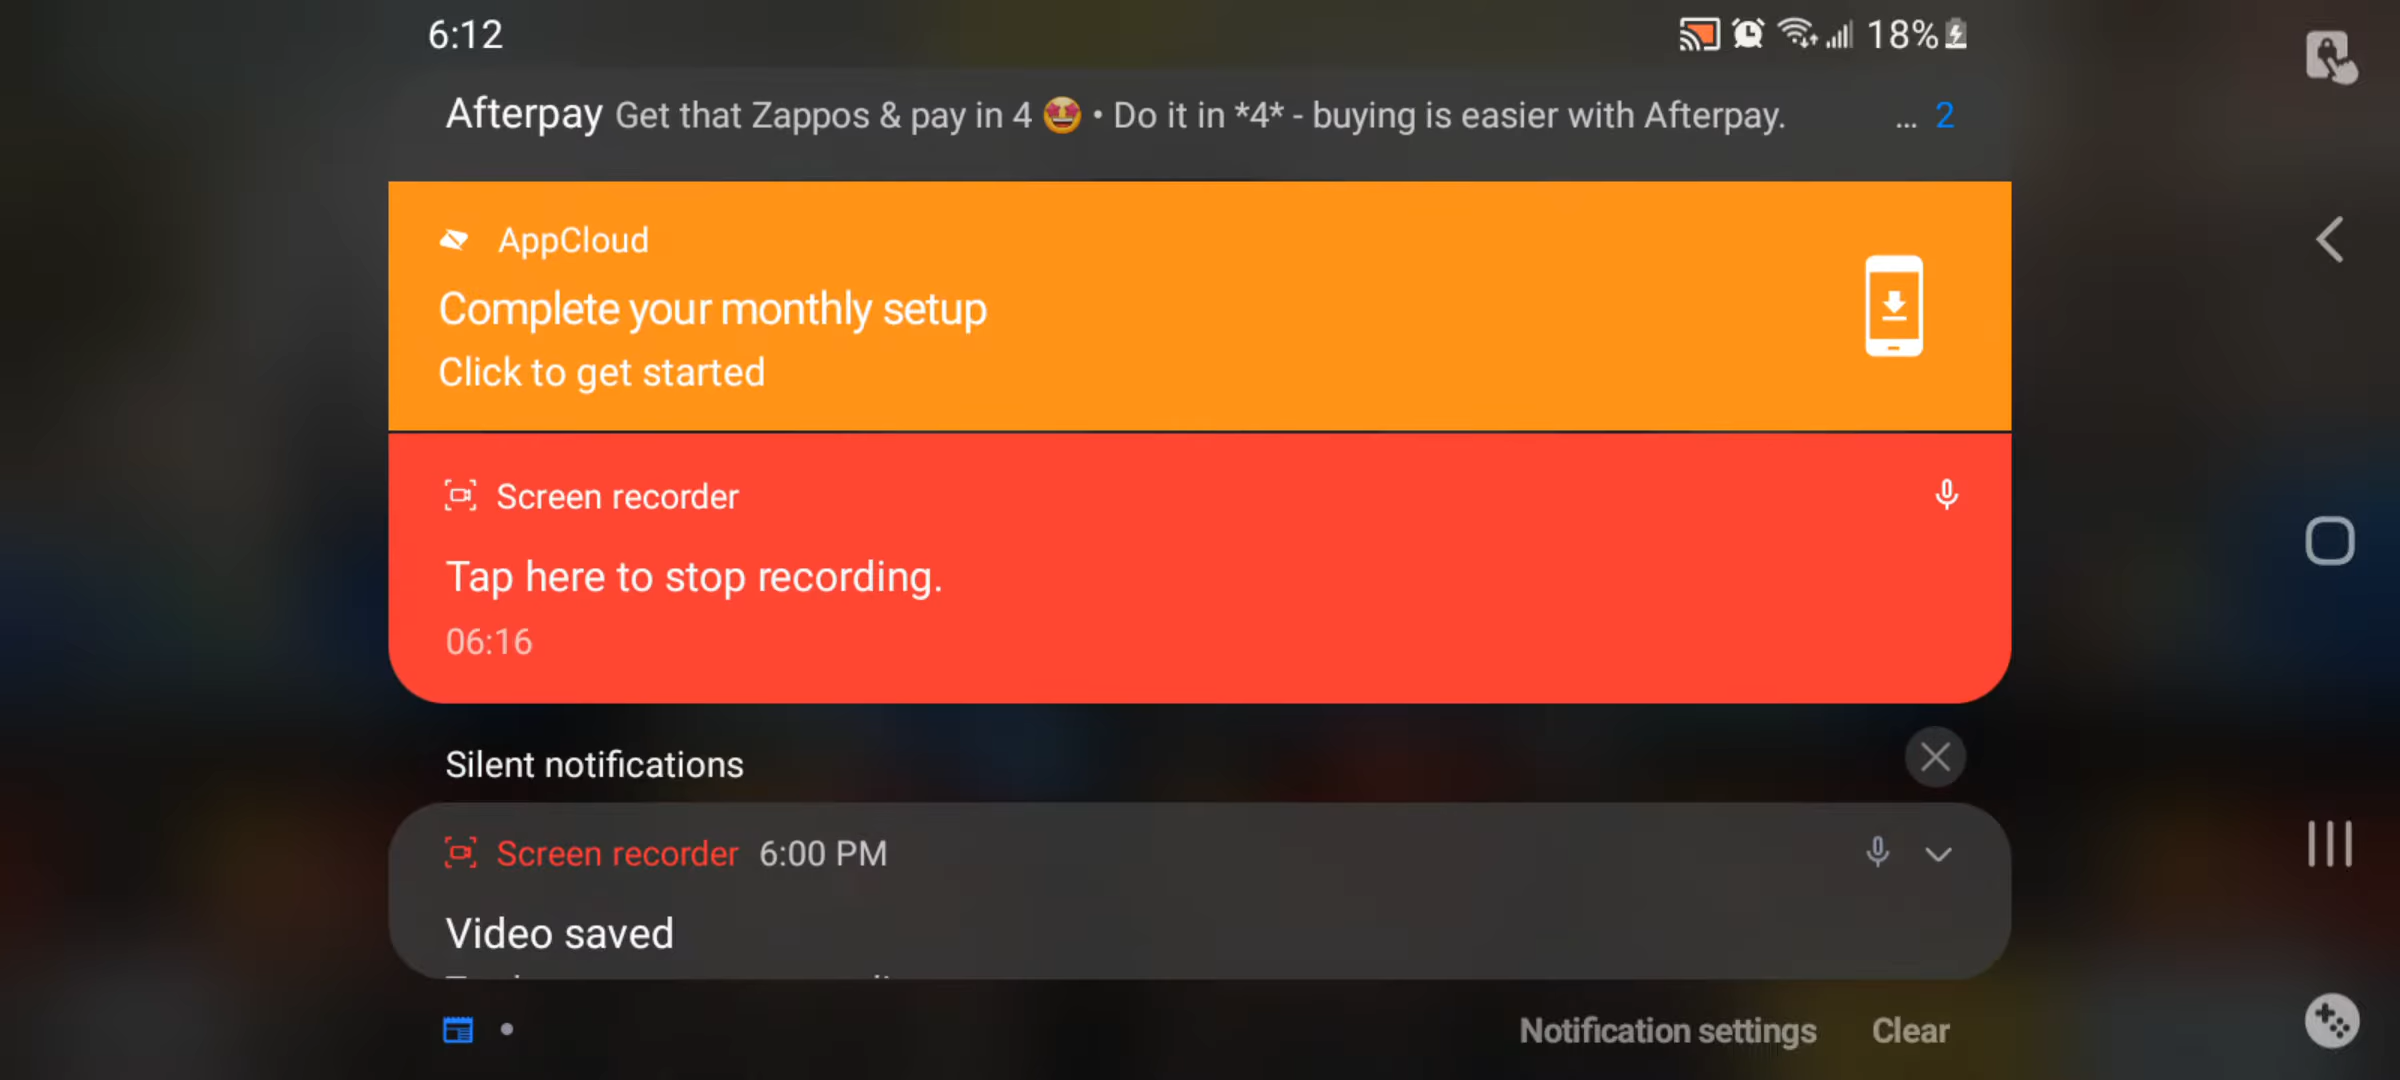 6:12
18%
Afterpay Get that Zappos & pay in 4 🤩 • Do it in *4* - buying is easier with Afterpay. ... 2
AppCloud
Complete your monthly setup
Click to get started
Screen recorder
Tap here to stop recording.
06:16
Silent notifications
Screen recorder 6:00 PM
Video saved
Notification settings Clear